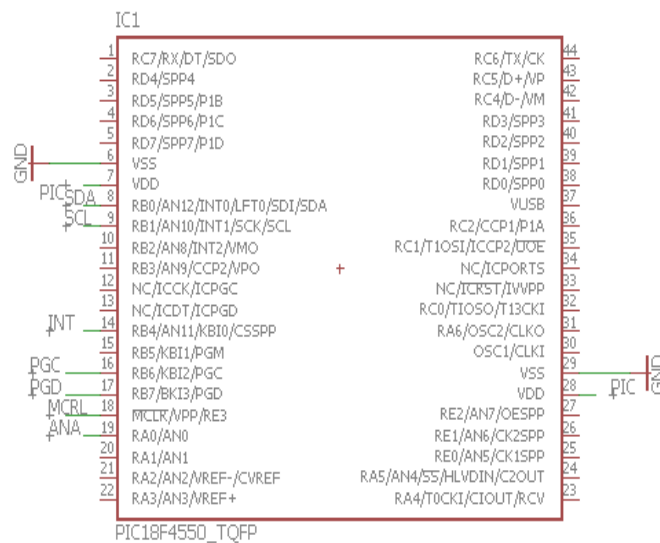 IC1
1 RC7/RX/DT/SDO RC6/TX/CK 44
2 RD4/SPP4 RC5/D+/VP 43
3 RD5/SPP5/P1B RC4/D-/VM 42
4 RD6/SPP6/P1C RD3/SPP3 41
5 RD7/SPP7/P1D RD2/SPP2 40
GND 6 VSS RD1/SPP1 39
PIC 7 VDD RD0/SPP0 38
SDA 8 RB0/AN12/INT0/LFT0/SDI/SDA VUSB 37
SCL 9 RB1/AN10/INT1/SCK/SCL RC2/CCP1/P1A 36
10 RB2/AN8/INT2/VMO RC1/T1OSI/ICCP2/UOE 35
11 RB3/AN9/CCP2/VPO NC/ICPORTS 34
12 NC/ICCK/ICPGC NC/ICRST/IVVPP 33
13 NC/ICDT/ICPGD RC0/TIOSO/T13CKI 32
INT 14 RB4/AN11/KBI0/CSSPP RA6/OSC2/CLKO 31
15 RB5/KBI1/PGM OSC1/CLKI 30
PGC 16 RB6/KBI2/PGC VSS 29 GND
PGD 17 RB7/BKI3/PGD VDD 28 PIC
MCRL 18 MCLR/VPP/RE3 RE2/AN7/OESPP 27
ANA 19 RA0/AN0 RE1/AN6/CK2SPP 26
20 RA1/AN1 RE0/AN5/CK1SPP 25
21 RA2/AN2/VREF-/CVREF RA5/AN4/SS/HLVDIN/C2OUT 24
22 RA3/AN3/VREF+ RA4/T0CKI/CIOUT/RCV 23
PIC18F4550_TQFP